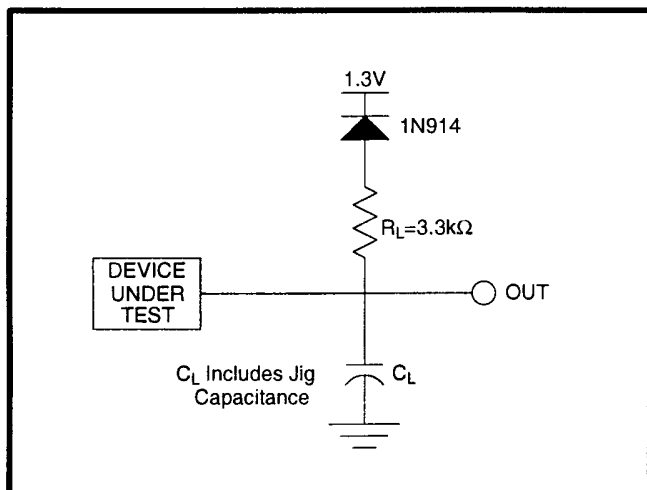 1.3V
1N914
R_L=3.3kΩ
DEVICE
UNDER
TEST
OUT
C_L Includes Jig
Capacitance
C_L